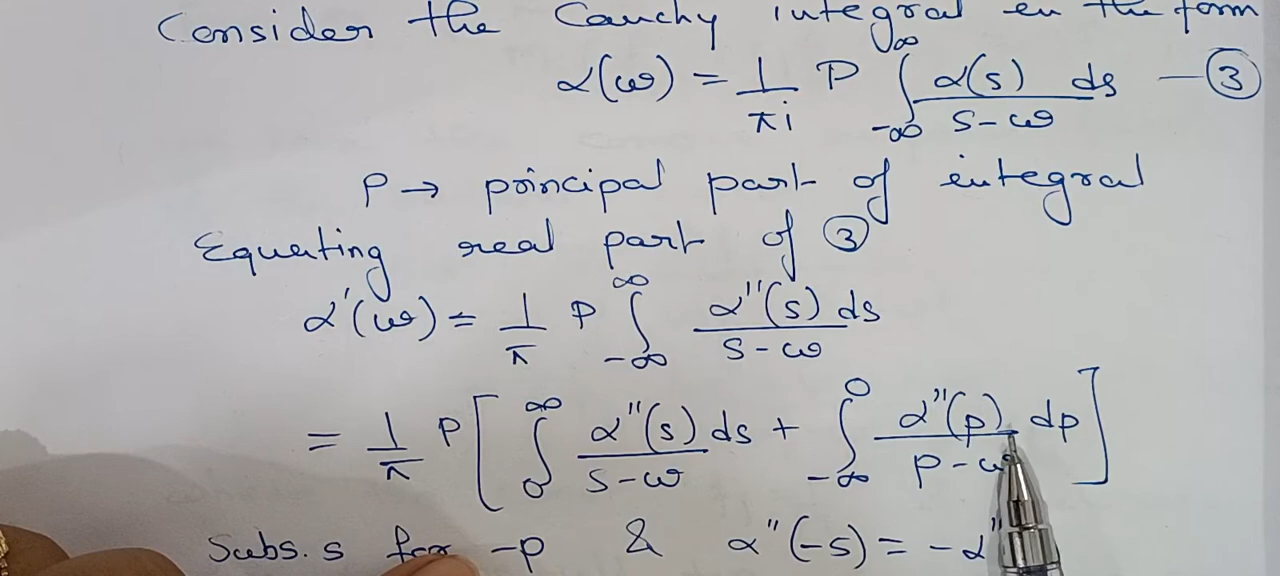 Consider the Cauchy integral in the form
α(ω) = 1/πi P ∫_{-∞}^{∞} α(s)/(s-ω) ds — ③
P → principal part of integral
Equating real part of ③
α'(ω) = 1/π P ∫_{-∞}^{∞} α''(s) ds/(s-ω)
= 1/π P [ ∫_{0}^{∞} α''(s) ds/(s-ω) + ∫_{-∞}^{0} α''(p) dp/(p-ω) ]
Subs. s for -p & α''(-s) = -α''